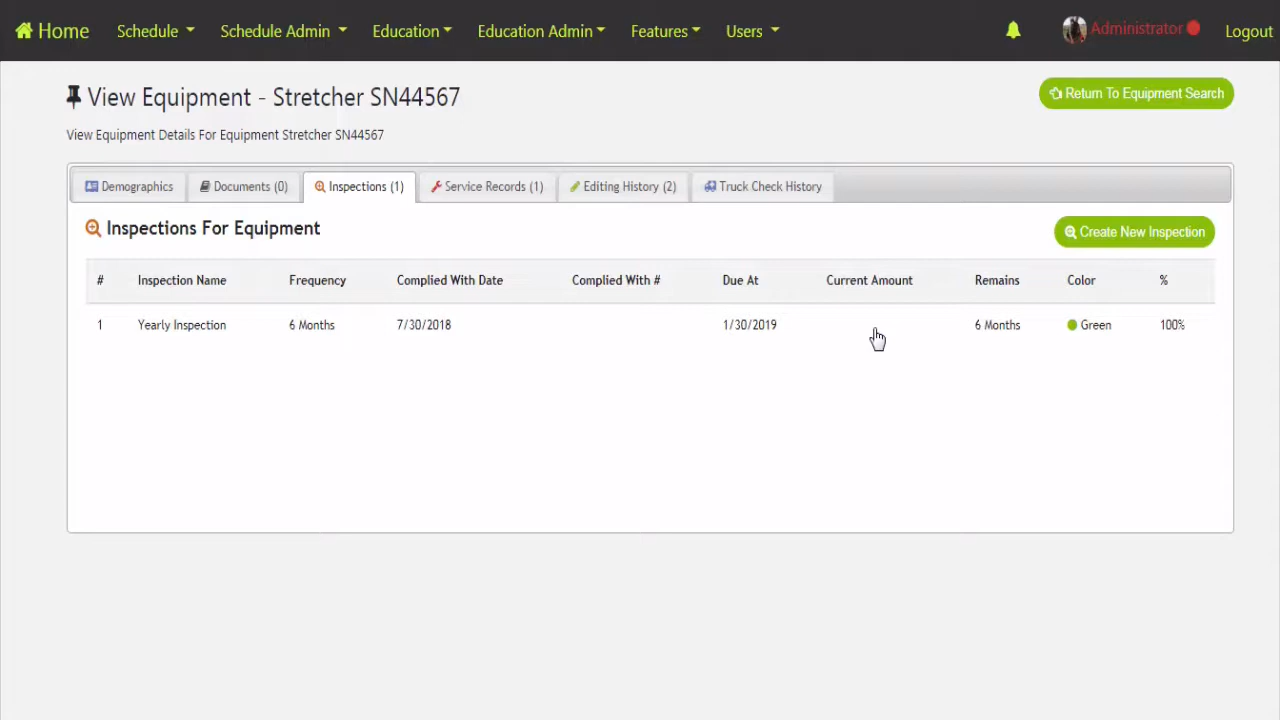 Home Schedule Schedule Admin Education Education Admin Features Users Administrator Logout
View Equipment - Stretcher SN44567
Return To Equipment Search
View Equipment Details For Equipment Stretcher SN44567
Demographics Documents (0) Inspections (1) Service Records (1) Editing History (2) Truck Check History
Inspections For Equipment
Create New Inspection
# Inspection Name Frequency Complied With Date Complied With # Due At Current Amount Remains Color %
1 Yearly Inspection 6 Months 7/30/2018 1/30/2019 6 Months Green 100%